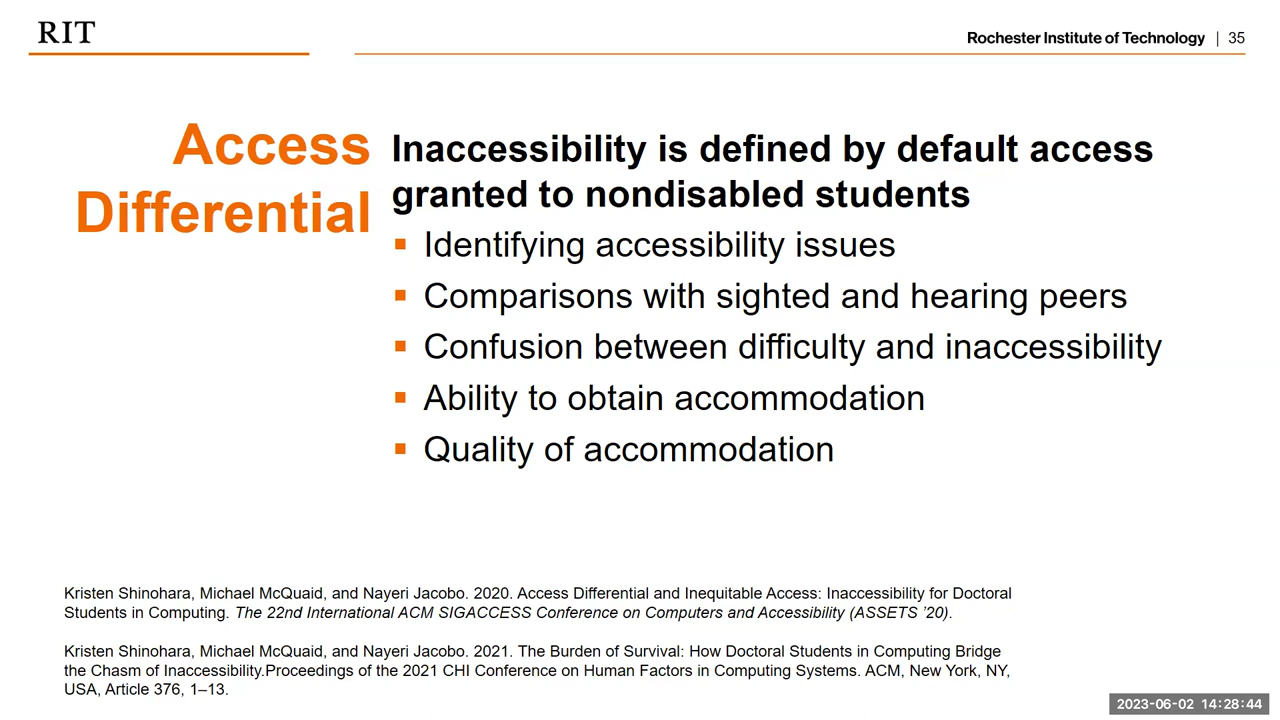 RIT
Rochester Institute of Technology | 35
Access
Differential
Inaccessibility is defined by default access
granted to nondisabled students
▪ Identifying accessibility issues
▪ Comparisons with sighted and hearing peers
▪ Confusion between difficulty and inaccessibility
▪ Ability to obtain accommodation
▪ Quality of accommodation
Kristen Shinohara, Michael McQuaid, and Nayeri Jacobo. 2020. Access Differential and Inequitable Access: Inaccessibility for Doctoral
Students in Computing. The 22nd International ACM SIGACCESS Conference on Computers and Accessibility (ASSETS ’20).
Kristen Shinohara, Michael McQuaid, and Nayeri Jacobo. 2021. The Burden of Survival: How Doctoral Students in Computing Bridge
the Chasm of Inaccessibility.Proceedings of the 2021 CHI Conference on Human Factors in Computing Systems. ACM, New York, NY,
USA, Article 376, 1–13.
2023-06-02 14:28:44